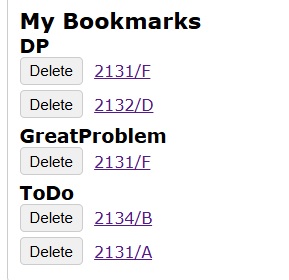 My Bookmarks
DP
Delete 2131/F
Delete 2132/D
GreatProblem
Delete 2131/F
ToDo
Delete 2134/B
Delete 2131/A